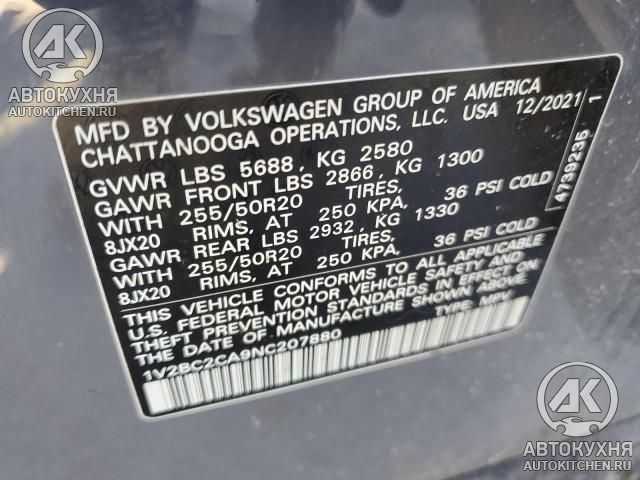 AK
АВТОКУХНЯ
AUTOKITCHEN.RU
MFD BY VOLKSWAGEN GROUP OF AMERICA
CHATTANOOGA OPERATIONS, LLC. USA 12/2021
GVWR LBS 5688, KG 2580
GAWR FRONT LBS 2866, KG 1300
WITH 255/50R20 TIRES,
8JX20 RIMS, AT 250 KPA, 36 PSI COLD
GAWR REAR LBS 2932, KG 1330
WITH 255/50R20 TIRES,
8JX20 RIMS, AT 250 KPA, 36 PSI COLD
THIS VEHICLE CONFORMS TO ALL APPLICABLE
U.S. FEDERAL MOTOR VEHICLE SAFETY AND
THEFT PREVENTION STANDARDS IN EFFECT ON
THE DATE OF MANUFACTURE SHOWN ABOVE.
1V2BC2CA9NC207880 TYPE: MPV
4739235 1
AK
АВТОКУХНЯ
AUTOKITCHEN.RU